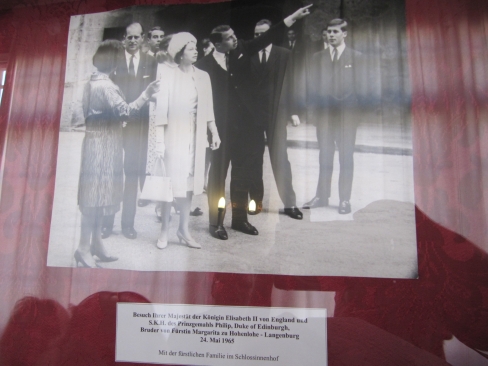 Besuch Ihrer Majestät der Königin Elisabeth II von England und
S.K.H. des Prinzgemahls Philip, Duke of Edinburgh,
Bruder von Fürstin Margarita zu Hohenlohe - Langenburg
24. Mai 1965
Mit der fürstlichen Familie im Schlossinnenhof